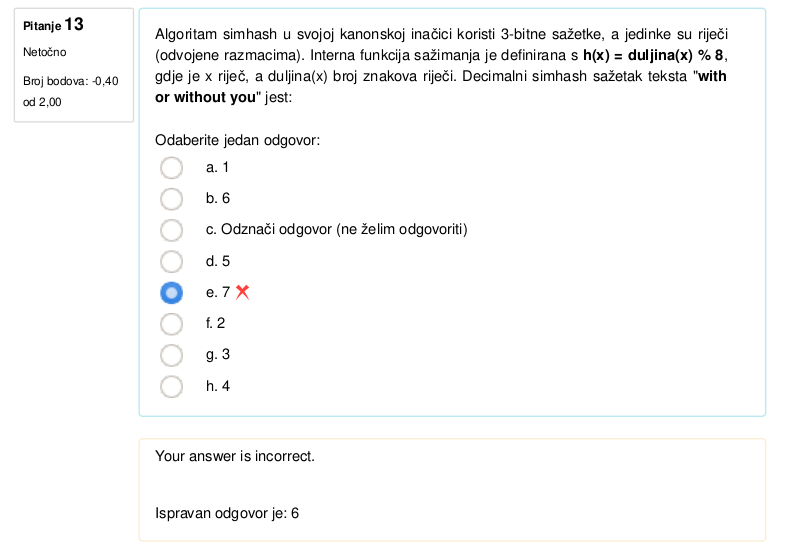 Pitanje 13
Netočno
Broj bodova: -0,40
od 2,00
Algoritam simhash u svojoj kanonskoj inačici koristi 3-bitne sažetke, a jedinke su riječi
(odvojene razmacima). Interna funkcija sažimanja je definirana s h(x) = duljina(x) % 8,
gdje je x riječ, a duljina(x) broj znakova riječi. Decimalni simhash sažetak teksta "with
or without you" jest:
Odaberite jedan odgovor:
a. 1
b. 6
c. Odznači odgovor (ne želim odgovoriti)
d. 5
e. 7
f. 2
g. 3
h. 4
Your answer is incorrect.
Ispravan odgovor je: 6